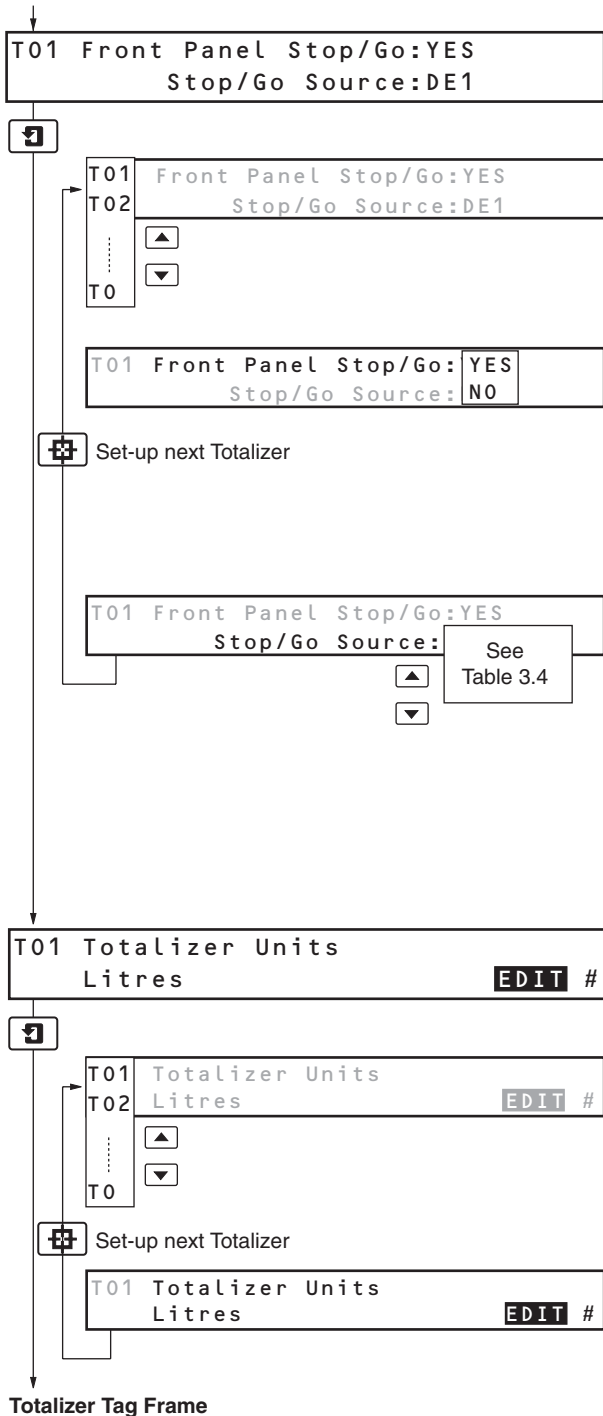 T01 Front Panel Stop/Go:YES
Stop/Go Source:DE1
T01 Front Panel Stop/Go:YES
T02 Stop/Go Source:DE1
T0
T01 Front Panel Stop/Go: YES
Stop/Go Source: NO
Set-up next Totalizer
T01 Front Panel Stop/Go:YES
Stop/Go Source:
See
Table 3.4
T01 Totalizer Units
Litres EDIT #
T01 Totalizer Units
T02 Litres EDIT #
T0
Set-up next Totalizer
T01 Totalizer Units
Litres EDIT #
Totalizer Tag Frame